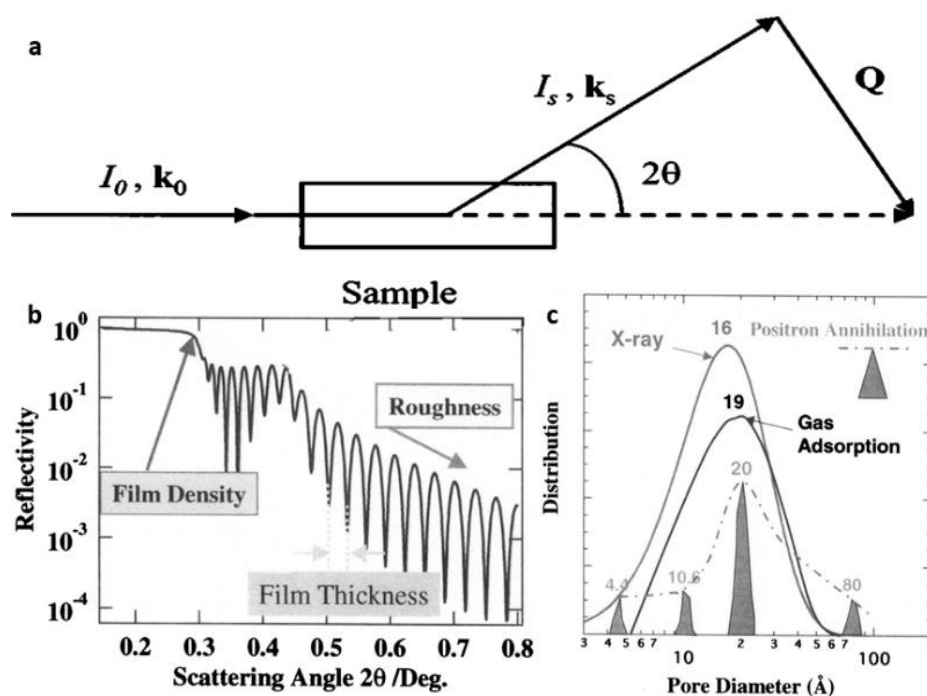 a
I₀ , k₀
Iₛ , kₛ
2θ
Q
Sample
b
10⁰
10⁻¹
10⁻²
10⁻³
10⁻⁴
Reflectivity
Film Density
Roughness
Film Thickness
0.2 0.3 0.4 0.5 0.6 0.7 0.8
Scattering Angle 2θ /Deg.
c
Distribution
X-ray
16
Positron Annihilation
19
Gas
Adsorption
20
4.4
10.6
80
3 4 5 6 7 2 3 4 5 6 7 2
10 100
Pore Diameter (Å)